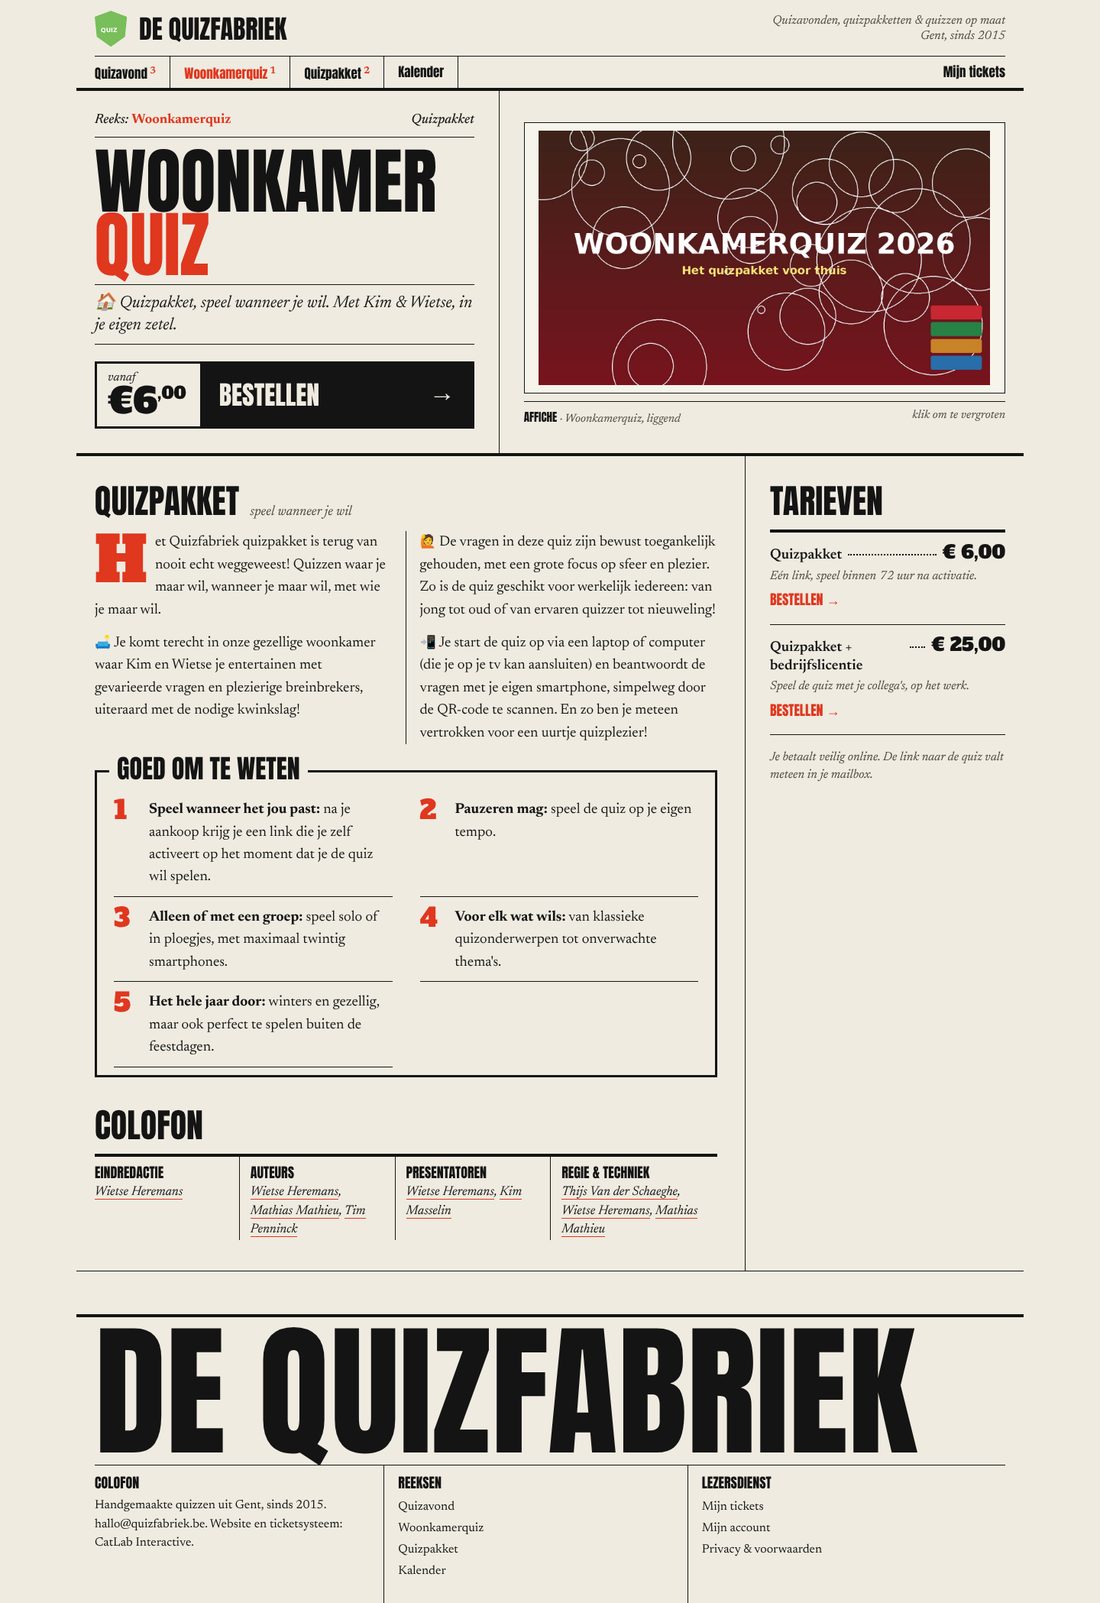 QUIZ
DE QUIZFABRIEK
Quizavonden, quizpakketten & quizzen op maat
Gent, sinds 2015
Quizavond 3
Woonkamerquiz 1
Quizpakket 2
Kalender
Mijn tickets
Reeks: Woonkamerquiz
Quizpakket
WOONKAMER
QUIZ
🏠 Quizpakket, speel wanneer je wil. Met Kim & Wietse, in
je eigen zetel.
vanaf
€6,00
BESTELLEN →
WOONKAMERQUIZ 2026
Het quizpakket voor thuis
AFFICHE · Woonkamerquiz, liggend
klik om te vergroten
QUIZPAKKET speel wanneer je wil
Het Quizfabriek quizpakket is terug van
nooit echt weggeweest! Quizzen waar je
maar wil, wanneer je maar wil, met wie
je maar wil.
🛋️ Je komt terecht in onze gezellige woonkamer
waar Kim en Wietse je entertainen met
gevarieerde vragen en plezierige breinbrekers,
uiteraard met de nodige kwinkslag!
🙋 De vragen in deze quiz zijn bewust toegankelijk
gehouden, met een grote focus op sfeer en plezier.
Zo is de quiz geschikt voor werkelijk iedereen: van
jong tot oud of van ervaren quizzer tot nieuweling!
📲 Je start de quiz op via een laptop of computer
(die je op je tv kan aansluiten) en beantwoordt de
vragen met je eigen smartphone, simpelweg door
de QR-code te scannen. En zo ben je meteen
vertrokken voor een uurtje quizplezier!
GOED OM TE WETEN
1 Speel wanneer het jou past: na je
aankoop krijg je een link die je zelf
activeert op het moment dat je de quiz
wil spelen.
2 Pauzeren mag: speel de quiz op je eigen
tempo.
3 Alleen of met een groep: speel solo of
in ploegjes, met maximaal twintig
smartphones.
4 Voor elk wat wils: van klassieke
quizonderwerpen tot onverwachte
thema's.
5 Het hele jaar door: winters en gezellig,
maar ook perfect te spelen buiten de
feestdagen.
COLOFON
EINDREDACTIE
Wietse Heremans
AUTEURS
Wietse Heremans,
Mathias Mathieu, Tim
Penninck
PRESENTATOREN
Wietse Heremans, Kim
Masselin
REGIE & TECHNIEK
Thijs Van der Schaeghe,
Wietse Heremans, Mathias
Mathieu
TARIEVEN
Quizpakket € 6,00
Eén link, speel binnen 72 uur na activatie.
BESTELLEN →
Quizpakket + € 25,00
bedrijfslicentie
Speel de quiz met je collega's, op het werk.
BESTELLEN →
Je betaalt veilig online. De link naar de quiz valt
meteen in je mailbox.
DE QUIZFABRIEK
COLOFON
Handgemaakte quizzen uit Gent, sinds 2015.
hallo@quizfabriek.be. Website en ticketsysteem:
CatLab Interactive.
REEKSEN
Quizavond
Woonkamerquiz
Quizpakket
Kalender
LEZERSDIENST
Mijn tickets
Mijn account
Privacy & voorwaarden